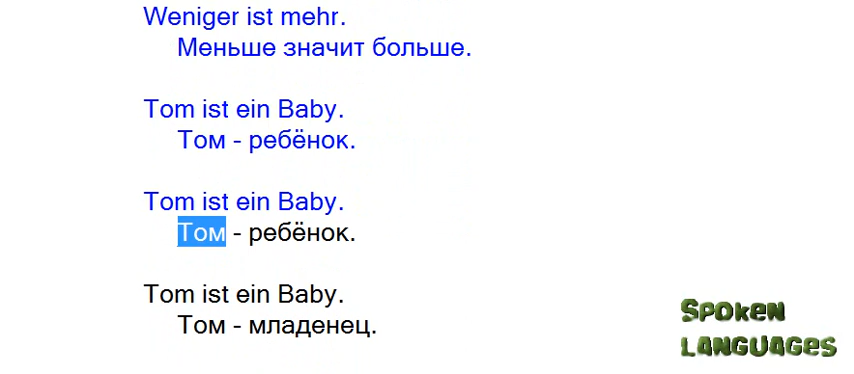 Weniger ist mehr.
Меньше значит больше.
Tom ist ein Baby.
Том - ребёнок.
Tom ist ein Baby.
Том - ребёнок.
Tom ist ein Baby.
Том - младенец.
Spoken
Languages